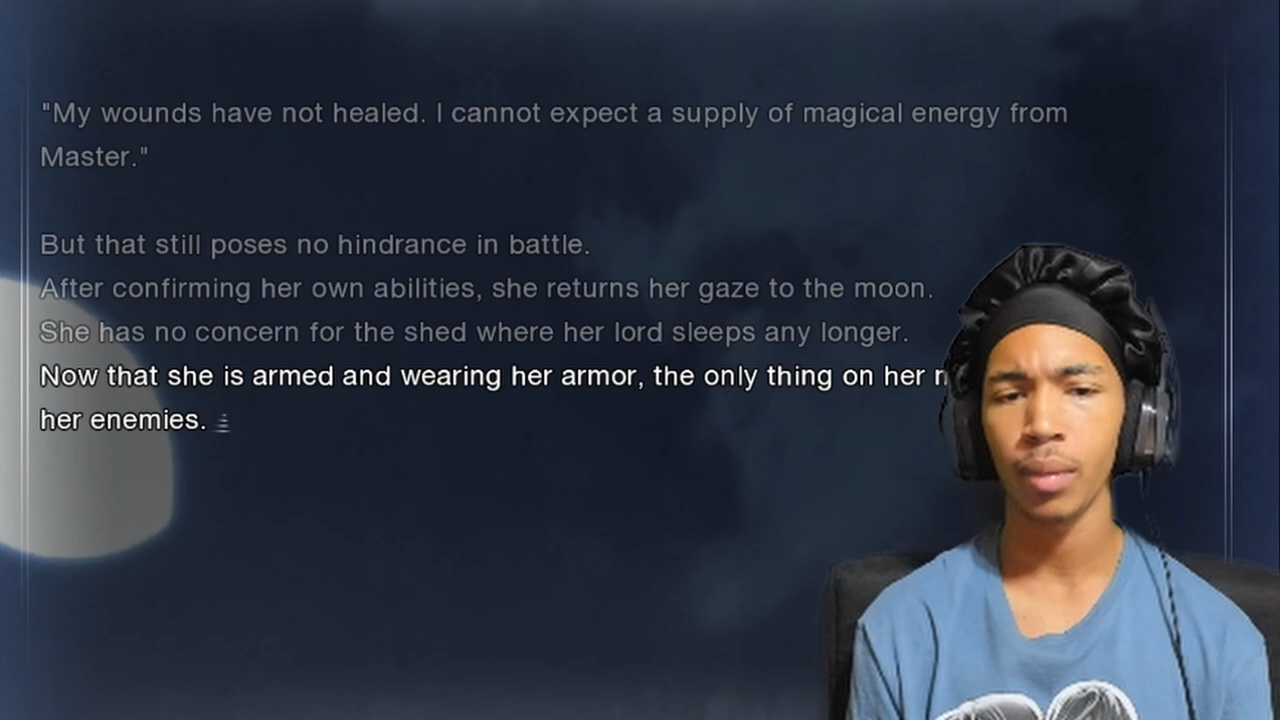 "My wounds have not healed. I cannot expect a supply of magical energy from
Master."
But that still poses no hindrance in battle.
After confirming her own abilities, she returns her gaze to the moon.
She has no concern for the shed where her lord sleeps any longer.
Now that she is armed and wearing her armor, the only thing on her
her enemies.